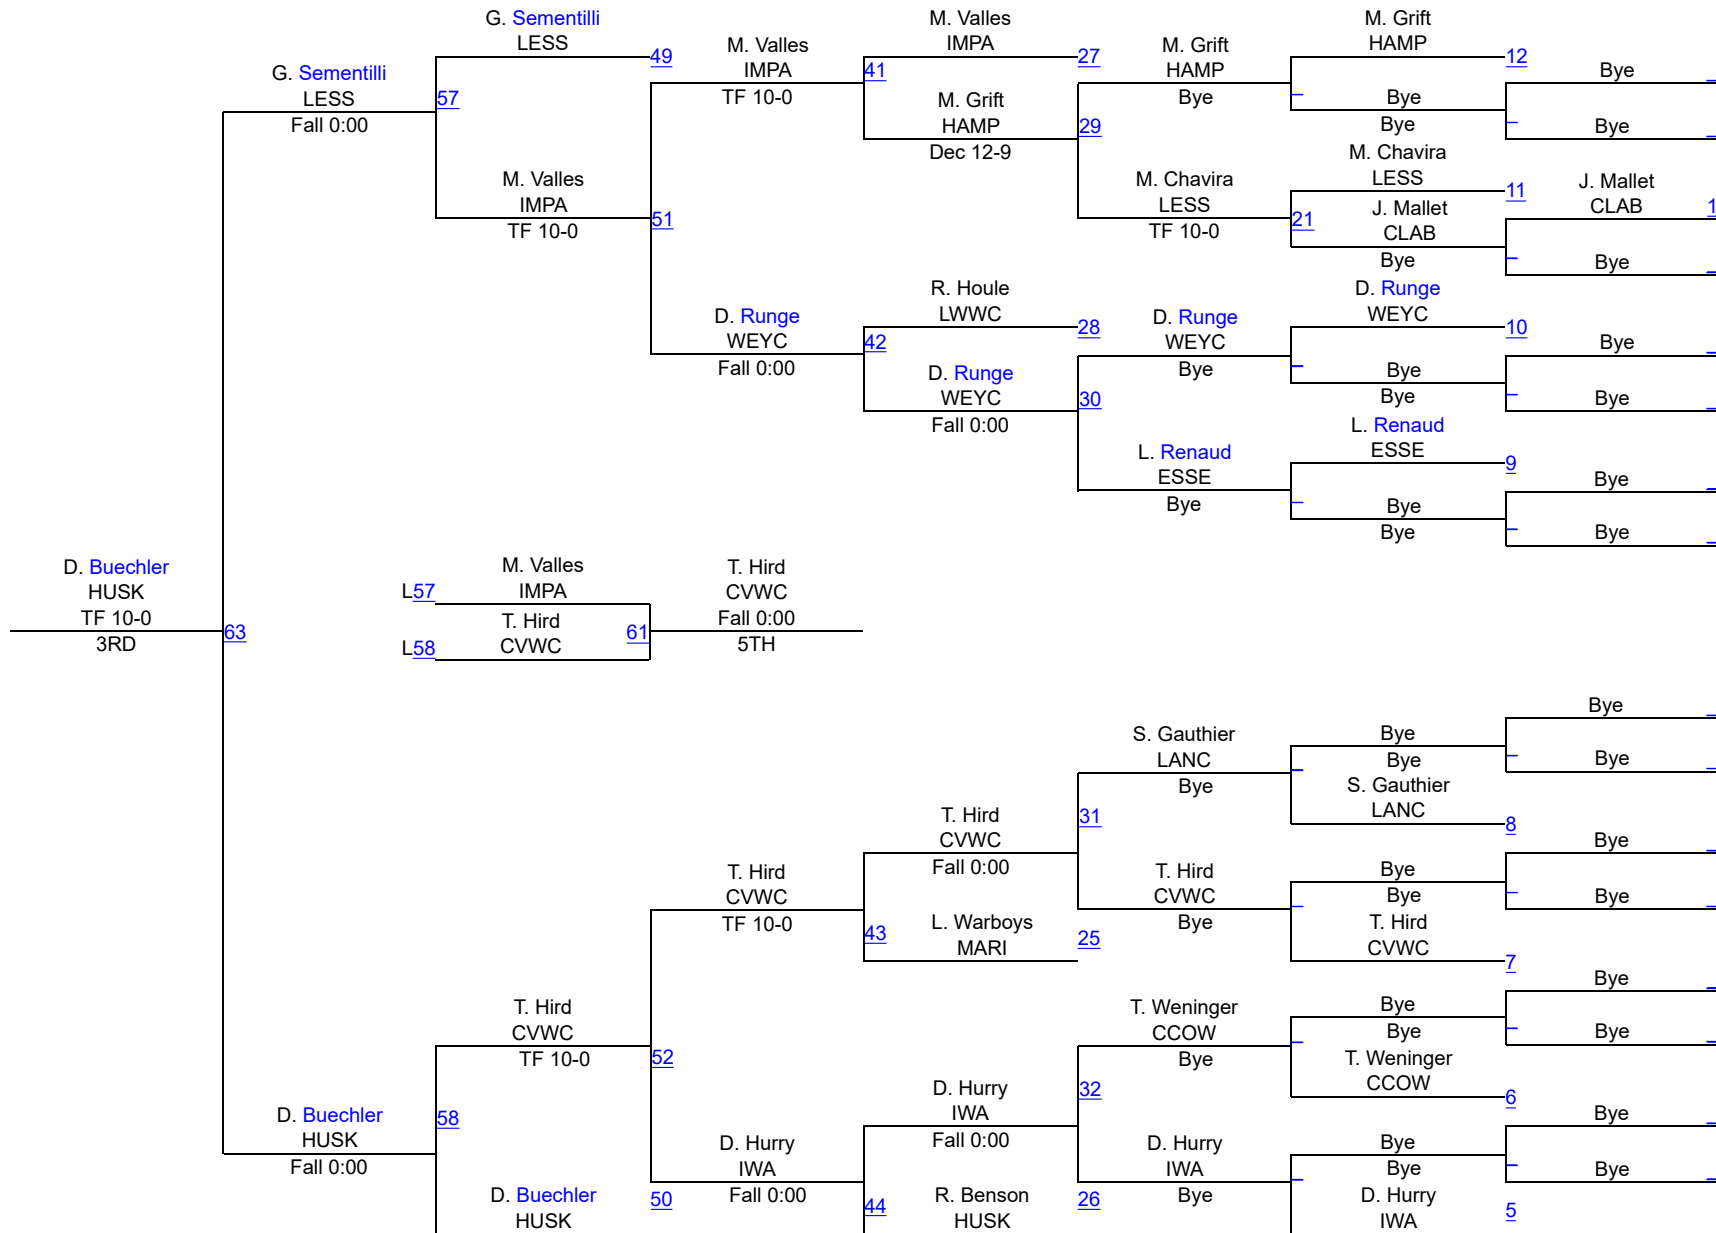 G. Sementilli
LESS
49
M. Valles
IMPA
TF 10-0
41
M. Valles
IMPA
27
M. Grift
HAMP
Bye
M. Grift
HAMP
12
Bye
G. Sementilli
LESS
Fall 0:00
57
M. Grift
HAMP
Dec 12-9
29
Bye
Bye
Bye
M. Valles
IMPA
TF 10-0
51
M. Chavira
LESS
TF 10-0
21
M. Chavira
LESS
11
J. Mallet
CLAB
Bye
J. Mallet
CLAB
1
Bye
D. Runge
WEYC
Fall 0:00
42
R. Houle
LWWC
28
D. Runge
WEYC
Bye
D. Runge
WEYC
10
Bye
D. Runge
WEYC
Fall 0:00
30
Bye
Bye
Bye
L. Renaud
ESSE
Bye
L. Renaud
ESSE
9
Bye
Bye
Bye
Bye
D. Buechler
HUSK
TF 10-0
3RD
63
L57
M. Valles
IMPA
T. Hird
CVWC
L58
61
T. Hird
CVWC
Fall 0:00
5TH
S. Gauthier
LANC
Bye
Bye
Bye
Bye
Bye
S. Gauthier
LANC
8
T. Hird
CVWC
Fall 0:00
31
T. Hird
CVWC
TF 10-0
43
L. Warboys
MARI
25
T. Hird
CVWC
Bye
Bye
Bye
Bye
Bye
T. Hird
CVWC
7
T. Hird
CVWC
TF 10-0
52
T. Weninger
CCOW
Bye
Bye
Bye
Bye
Bye
T. Weninger
CCOW
6
D. Buechler
HUSK
Fall 0:00
58
D. Hurry
IWA
Fall 0:00
32
D. Hurry
IWA
Fall 0:00
44
D. Hurry
IWA
Bye
Bye
Bye
Bye
Bye
D. Buechler
HUSK
50
R. Benson
HUSK
26
D. Hurry
IWA
5